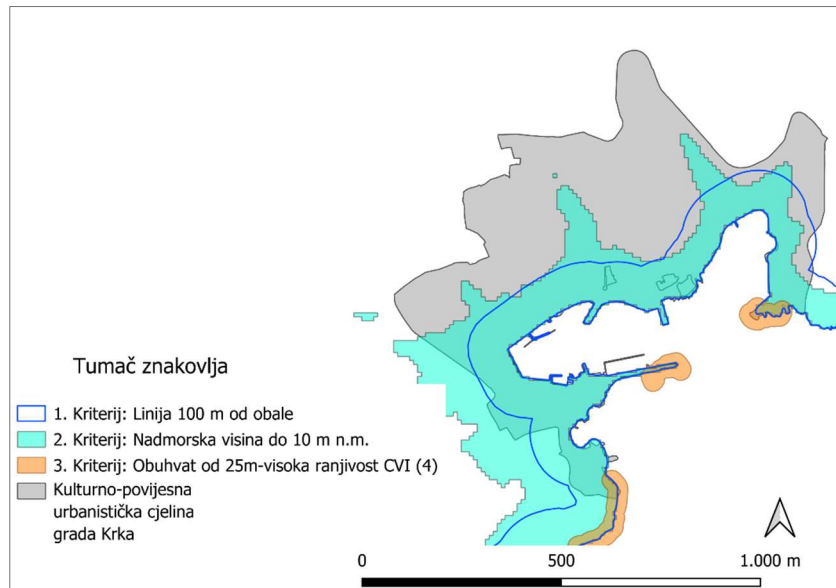 Tumač znakovlja
1. Kriterij: Linija 100 m od obale
2. Kriterij: Nadmorska visina do 10 m n.m.
3. Kriterij: Obuhvat od 25m-visoka ranjivost CVI (4)
Kulturno-povijesna
urbanistička cjelina
grada Krka
0 500 1.000 m